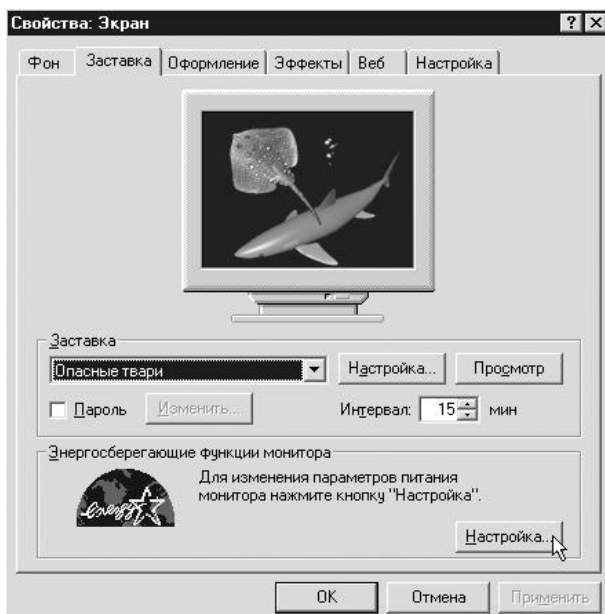 Свойства: Экран
Фон Заставка Оформление Эффекты Веб Настройка
Заставка
Опасные твари Настройка... Просмотр
Пароль Изменить... Интервал: 15 мин
Энергосберегающие функции монитора
Для изменения параметров питания
монитора нажмите кнопку "Настройка".
energy
Настройка...
OK Отмена Применить